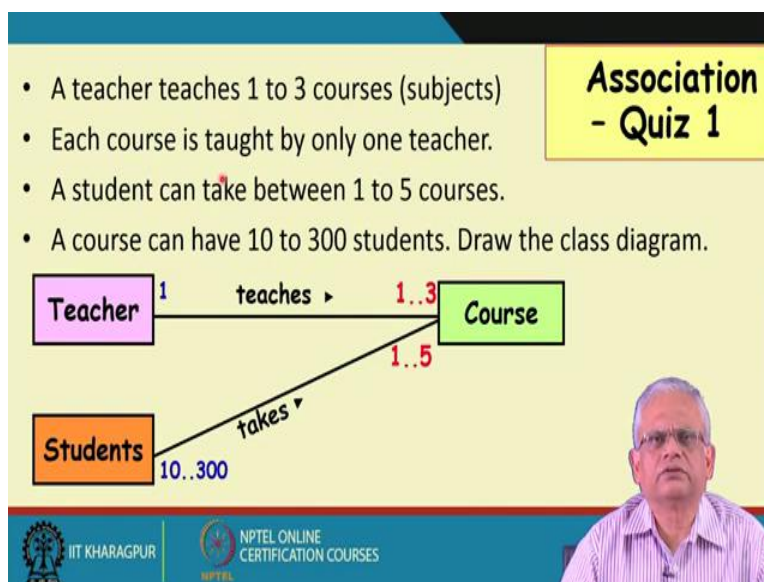 Association
- Quiz 1
• A teacher teaches 1 to 3 courses (subjects)
• Each course is taught by only one teacher.
• A student can take between 1 to 5 courses.
• A course can have 10 to 300 students. Draw the class diagram.
Teacher
1
teaches ▸
1..3
Course
1..5
takes ▸
Students
10..300
IIT KHARAGPUR
NPTEL
NPTEL ONLINE
CERTIFICATION COURSES